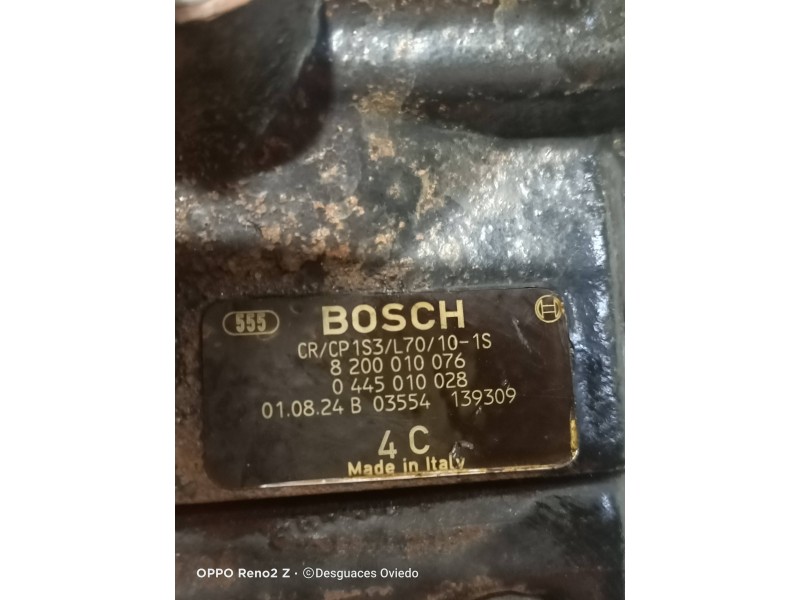 555 BOSCH
CR/CP1S3/L70/10-1S
8 200 010 076
0 445 010 028
01.08.24 B 03554 139309
4 C
Made in Italy
OPPO Reno2 Z · ©Desguaces Oviedo